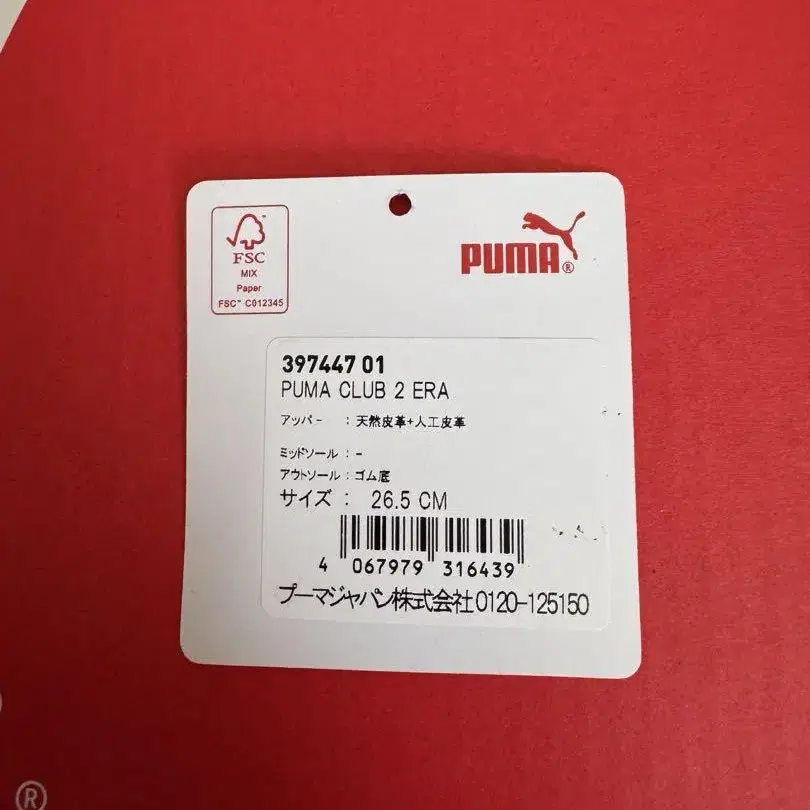 FSC™
MIX
Paper
FSC™ C012345
PUMA®
397447 01
PUMA CLUB 2 ERA
アッパー : 天然皮革+人工皮革
ミッドソール : -
アウトソール : ゴム底
サイズ : 26.5 CM
4 067979 316439
プーマジャパン株式会社0120-125150
®